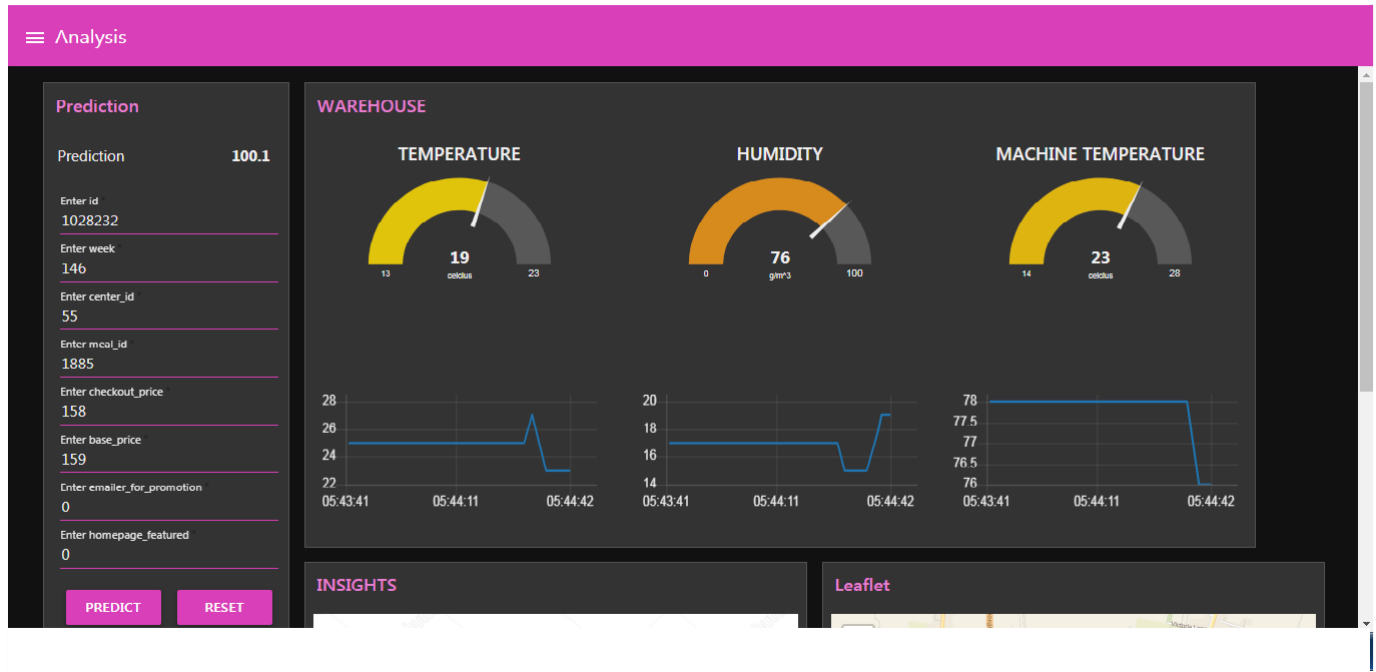 Analysis
Prediction
Prediction 100.1
Enter id *
1028232
Enter week *
146
Enter center_id *
55
Enter meal_id *
1885
Enter checkout_price *
158
Enter base_price *
159
Enter emailer_for_promotion *
0
Enter homepage_featured *
0
PREDICT RESET
WAREHOUSE
TEMPERATURE HUMIDITY MACHINE TEMPERATURE
19 76 23
13 celcius 23 0 g/m^3 100 14 celcius 28
28
26
24
22
05:43:41 05:44:11 05:44:42
20
18
16
14
05:43:41 05:44:11 05:44:42
78
77.5
77
76.5
76
05:43:41 05:44:11 05:44:42
INSIGHTS
Leaflet